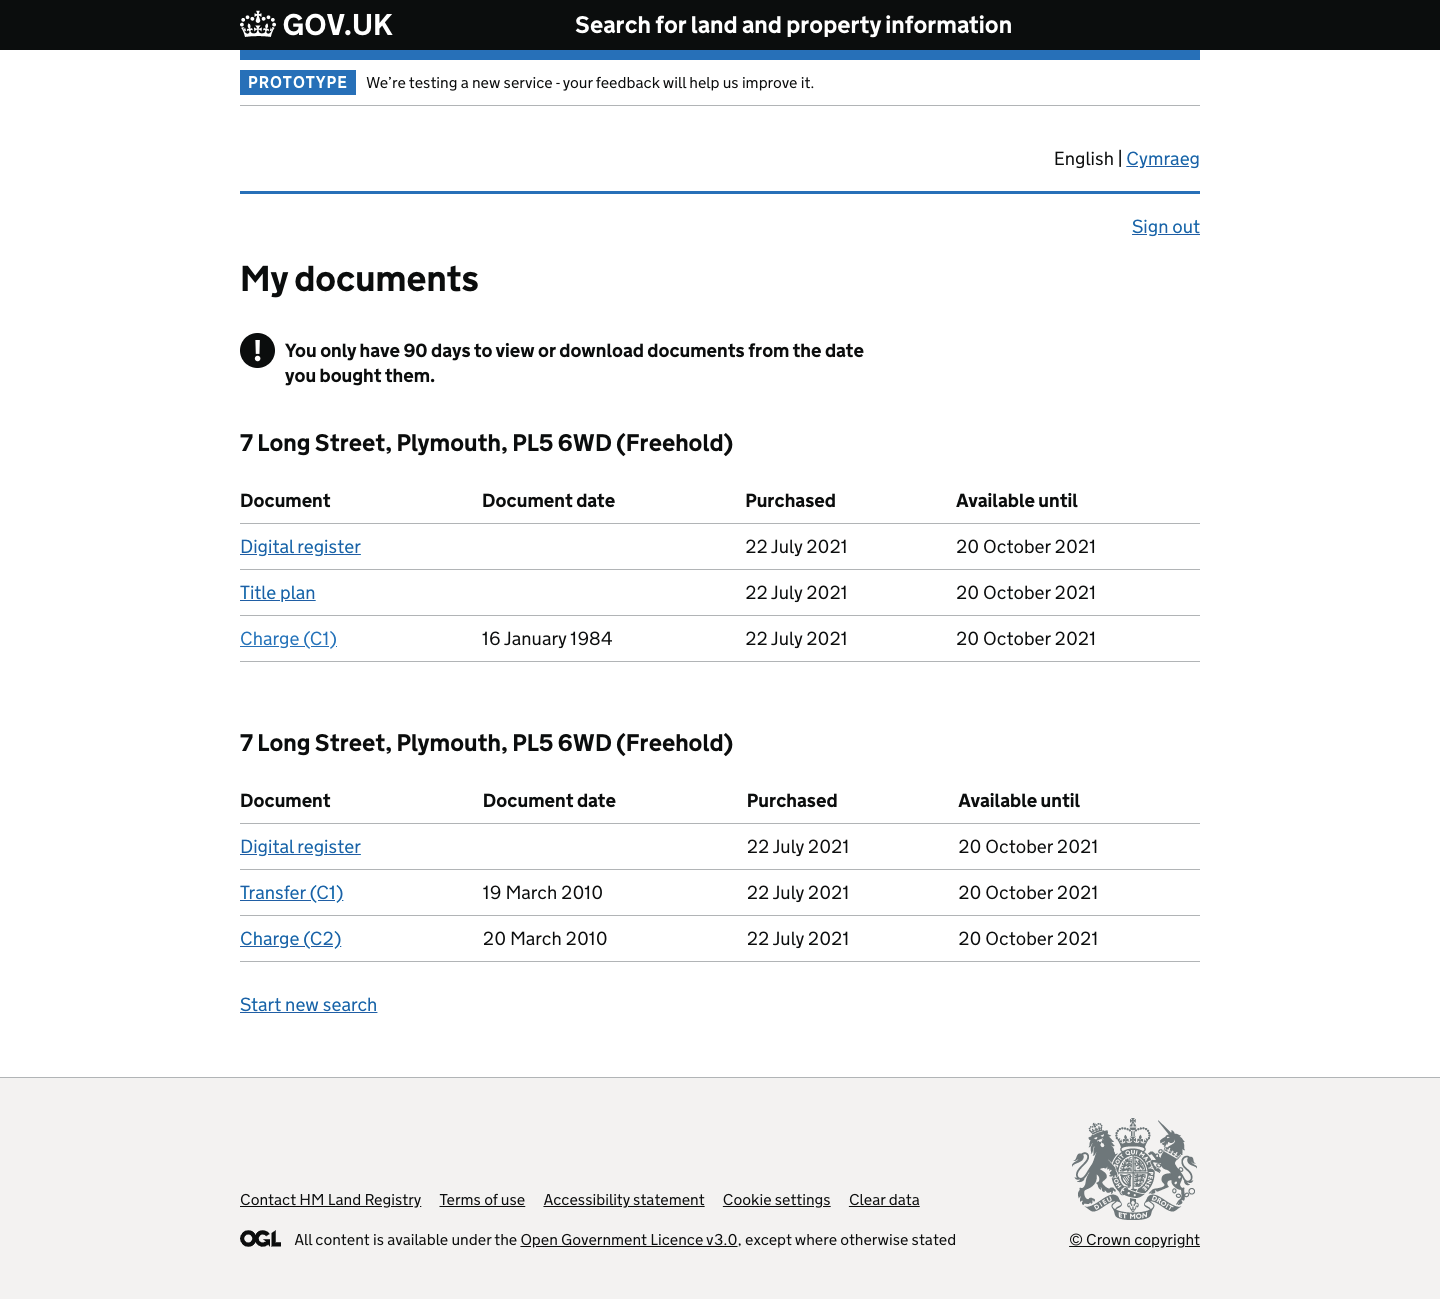 GOV.UK Search for land and property information
PROTOTYPE We're testing a new service - your feedback will help us improve it.
English | Cymraeg
Sign out
My documents
! You only have 90 days to view or download documents from the date
you bought them.
7 Long Street, Plymouth, PL5 6WD (Freehold)
Document Document date Purchased Available until
Digital register 22 July 2021 20 October 2021
Title plan 22 July 2021 20 October 2021
Charge (C1) 16 January 1984 22 July 2021 20 October 2021
7 Long Street, Plymouth, PL5 6WD (Freehold)
Document Document date Purchased Available until
Digital register 22 July 2021 20 October 2021
Transfer (C1) 19 March 2010 22 July 2021 20 October 2021
Charge (C2) 20 March 2010 22 July 2021 20 October 2021
Start new search
Contact HM Land Registry Terms of use Accessibility statement Cookie settings Clear data
OGL All content is available under the Open Government Licence v3.0, except where otherwise stated
DIEU ET MON DROIT
© Crown copyright